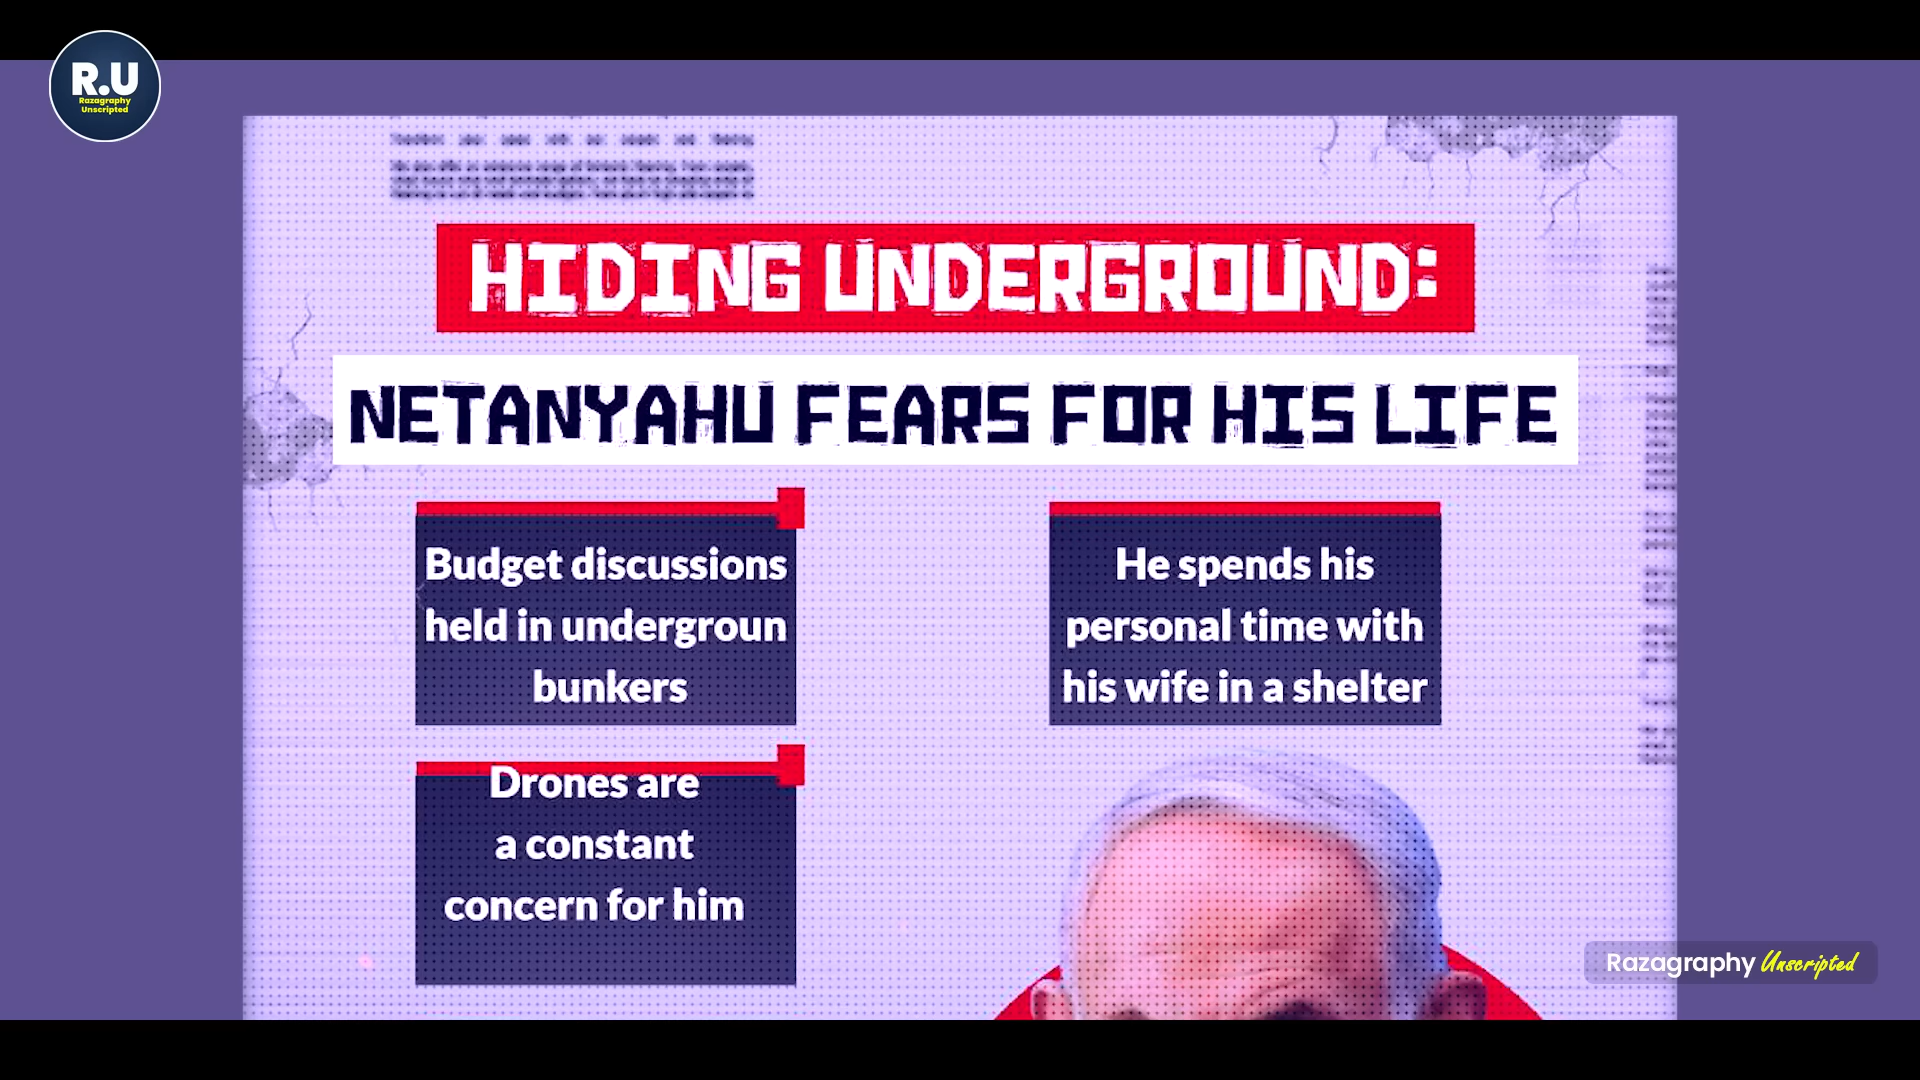 R.U
Razagraphy
Unscripted
HIDING UNDERGROUND:
NETANYAHU FEARS FOR HIS LIFE
Budget discussions
held in undergroun
bunkers
He spends his
personal time with
his wife in a shelter
Drones are
a constant
concern for him
Razagraphy Unscripted